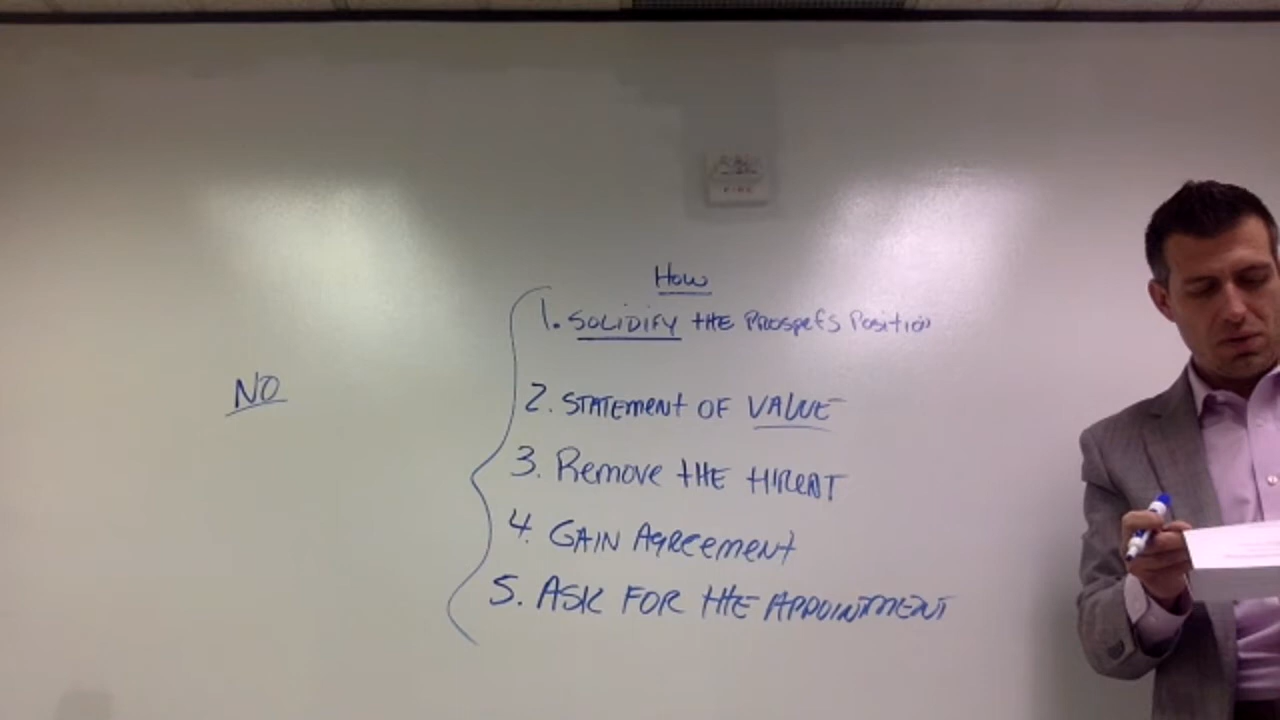 How
1. SOLIDIFY THE PROSPECTS POSITION
NO
2. STATEMENT OF VALUE
3. Remove THE THREAT
4. GAIN AGREEMENT
5. ASK FOR THE APPOINTMENT
FIRE